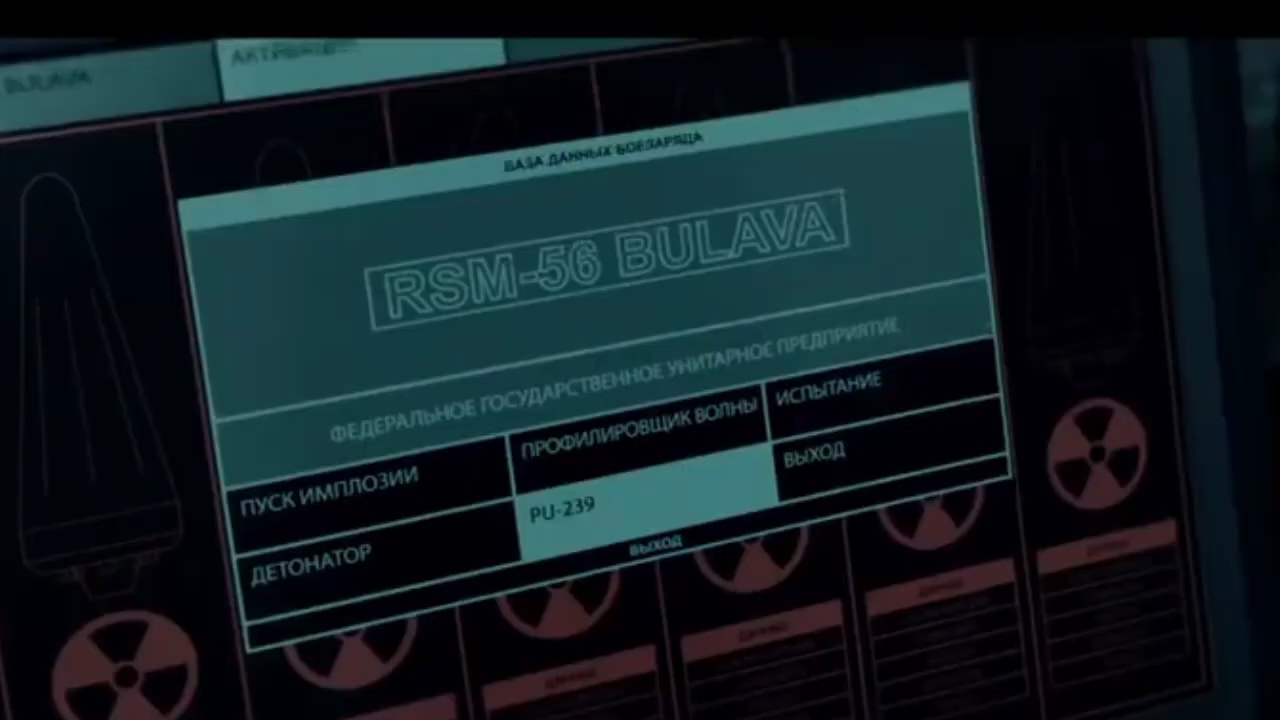 BULAVA
ВАЗА ДАННЫХ БОЕЗАРЯДА
RSM-56 BULAVA
ФЕДЕРАЛЬНОЕ ГОСУДАРСТВЕННОЕ УНИТАРНОЕ ПРЕДПРИЯТИЕ
ПУСК ИМПЛОЗИИ
ПРОФИЛИРОВЩИК ВОЛНЫ
ИСПЫТАНИЕ
ДЕТОНАТОР
PU-239
ВЫХОД
ВЫХОД